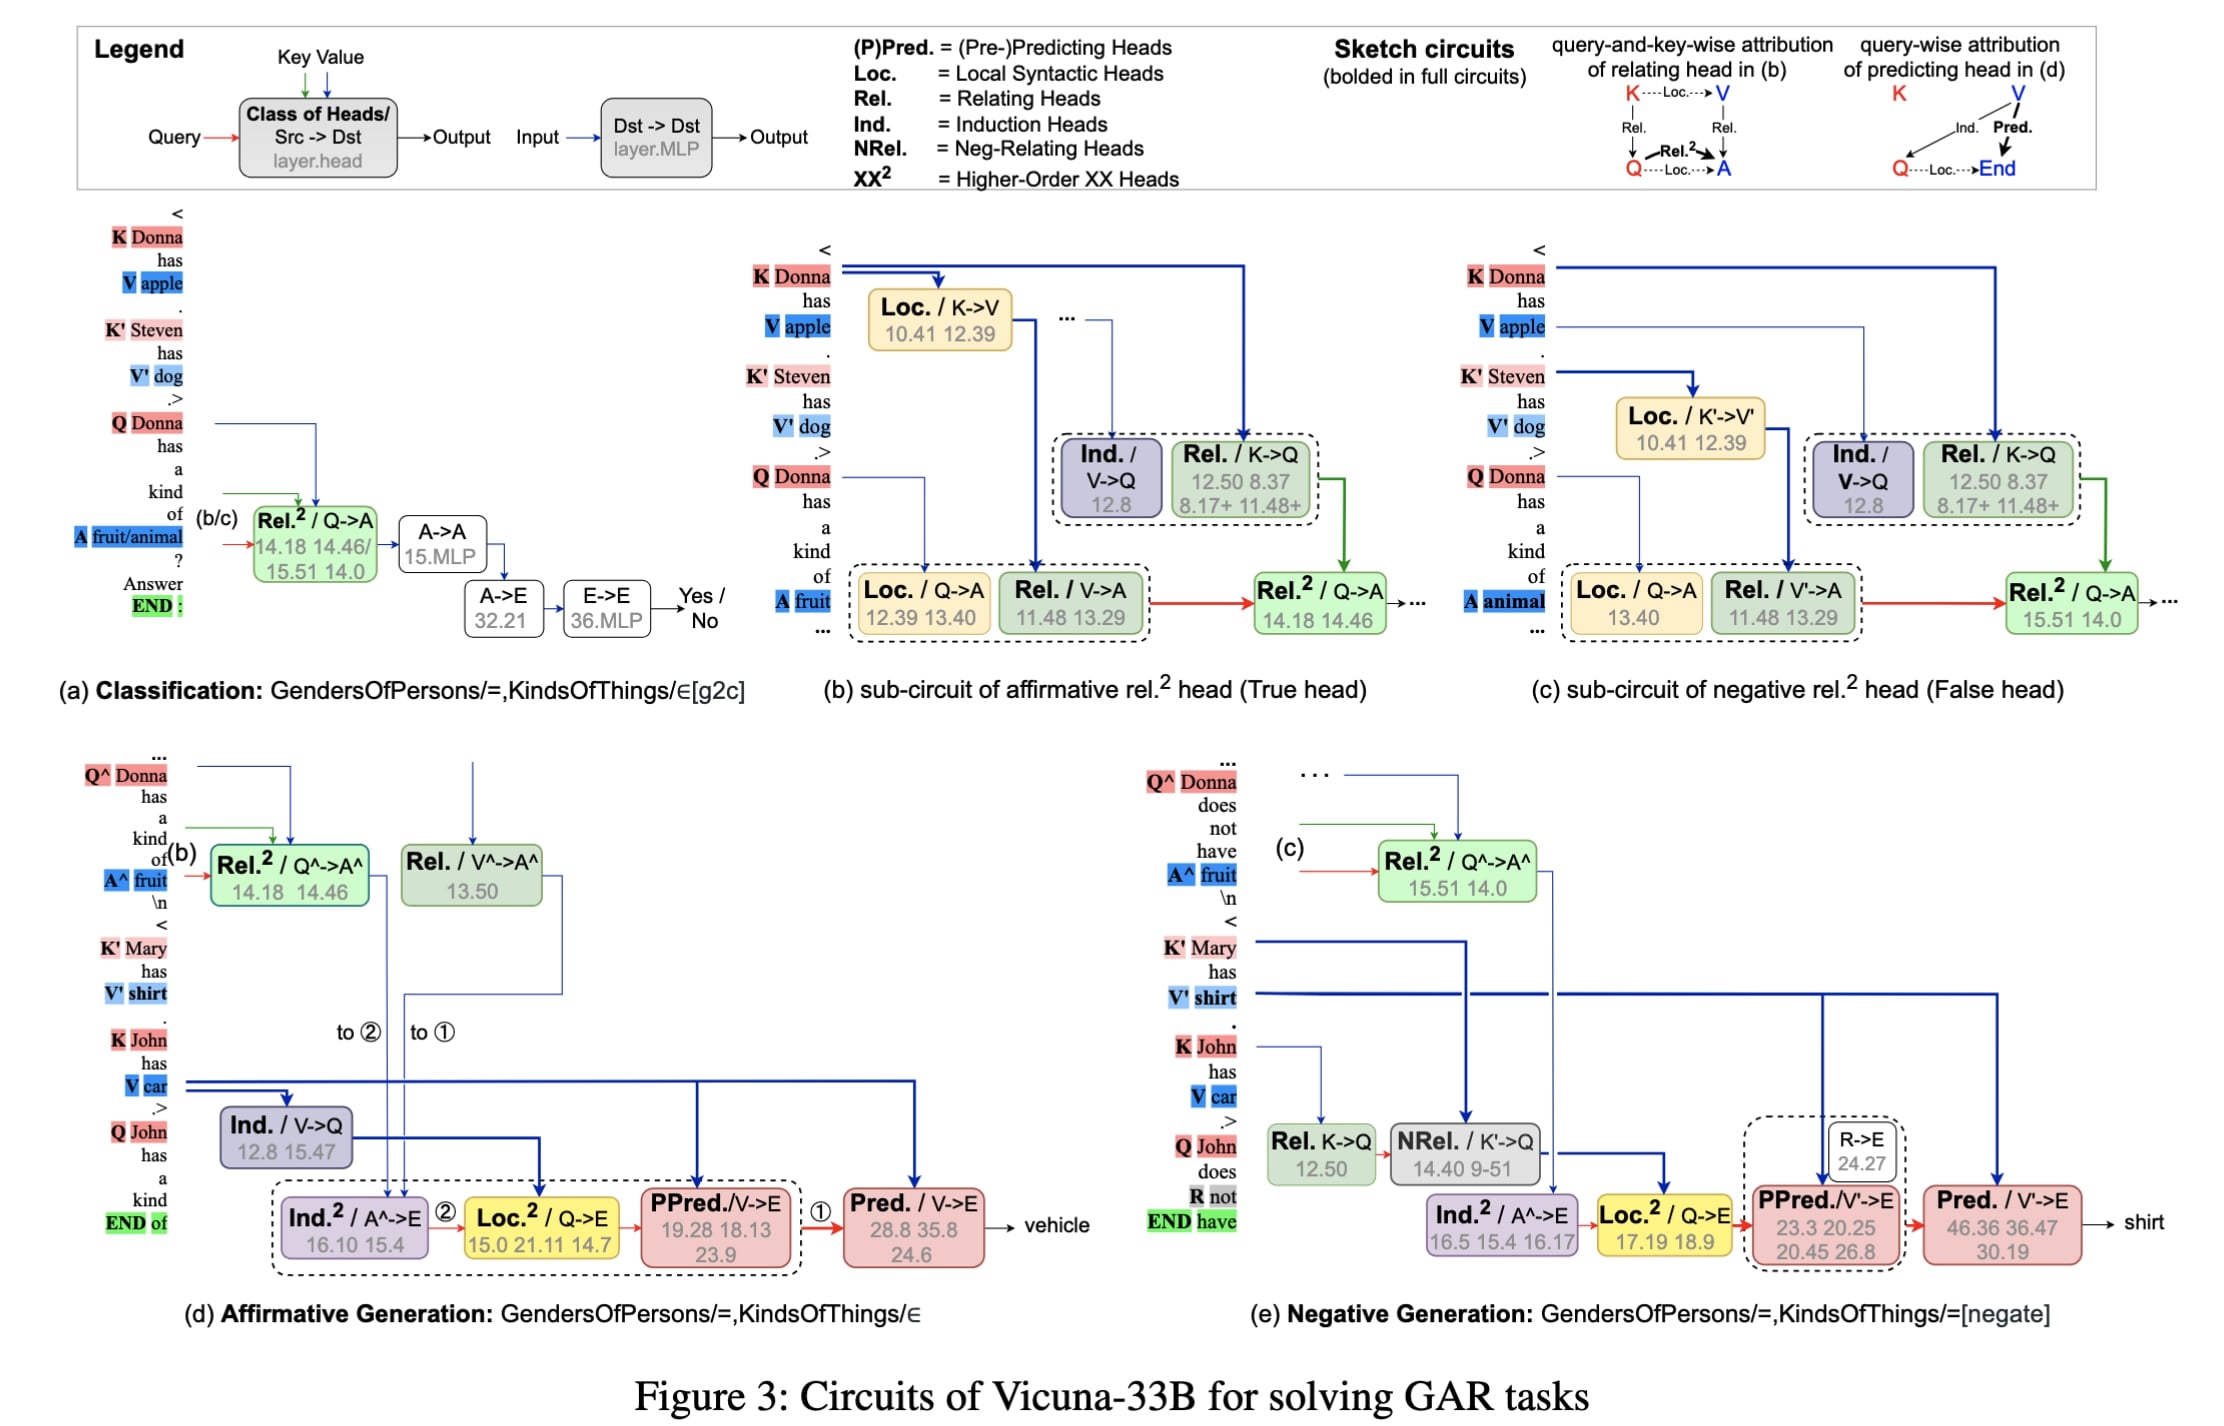 Legend
Key Value
Query
Class of Heads/
Src -> Dst
layer.head
Output
Input
Dst -> Dst
layer.MLP
Output
(P)Pred. = (Pre-)Predicting Heads
Loc. = Local Syntactic Heads
Rel. = Relating Heads
Ind. = Induction Heads
NRel. = Neg-Relating Heads
XX² = Higher-Order XX Heads
Sketch circuits
(bolded in full circuits)
query-and-key-wise attribution
of relating head in (b)
K Loc. V
Rel. Rel.
Rel.²
Q Loc. A
query-wise attribution
of predicting head in (d)
K V
Ind. Pred.
Q Loc. End
<
K Donna
has
V apple
.
K' Steven
has
V' dog
.>
Q Donna
has
a
kind
of
A fruit/animal
?
Answer
END :
(b/c)
Rel.² / Q->A
14.18 14.46/
15.51 14.0
A->A
15.MLP
A->E
32.21
E->E
36.MLP
Yes /
No
(a) Classification: GendersOfPersons/=,KindsOfThings/∈[g2c]
<
K Donna
has
V apple
.
K' Steven
has
V' dog
.>
Q Donna
has
a
kind
of
A fruit
...
Loc. / K->V
10.41 12.39
...
Ind. /
V->Q
12.8
Rel. / K->Q
12.50 8.37
8.17+ 11.48+
Loc. / Q->A
12.39 13.40
Rel. / V->A
11.48 13.29
Rel.² / Q->A
14.18 14.46
...
(b) sub-circuit of affirmative rel.² head (True head)
<
K Donna
has
V apple
.
K' Steven
has
V' dog
.>
Q Donna
has
a
kind
of
A animal
...
Loc. / K'->V'
10.41 12.39
Ind. /
V->Q
12.8
Rel. / K->Q
12.50 8.37
8.17+ 11.48+
Loc. / Q->A
13.40
Rel. / V'->A
11.48 13.29
Rel.² / Q->A
15.51 14.0
...
(c) sub-circuit of negative rel.² head (False head)
...
Q^ Donna
has
a
kind
of
A^ fruit
\n
<
K' Mary
has
V' shirt
.
K John
has
V car
.>
Q John
has
a
kind
END of
(b)
Rel.² / Q^->A^
14.18 14.46
Rel. / V^->A^
13.50
to ② to ①
Ind. / V->Q
12.8 15.47
Ind.² / A^->E
16.10 15.4
②
Loc.² / Q->E
15.0 21.11 14.7
PPred./V->E
19.28 18.13
23.9
①
Pred. / V->E
28.8 35.8
24.6
vehicle
(d) Affirmative Generation: GendersOfPersons/=,KindsOfThings/∈
...
Q^ Donna
does
not
have
A^ fruit
\n
<
K' Mary
has
V' shirt
.
K John
has
V car
.>
Q John
does
R not
END have
...
(c)
Rel.² / Q^->A^
15.51 14.0
Rel. K->Q
12.50
NRel. / K'->Q
14.40 9-51
Ind.² / A^->E
16.5 15.4 16.17
Loc.² / Q->E
17.19 18.9
R->E
24.27
PPred./V'->E
23.3 20.25
20.45 26.8
Pred. / V'->E
46.36 36.47
30.19
shirt
(e) Negative Generation: GendersOfPersons/=,KindsOfThings/=[negate]
Figure 3: Circuits of Vicuna-33B for solving GAR tasks